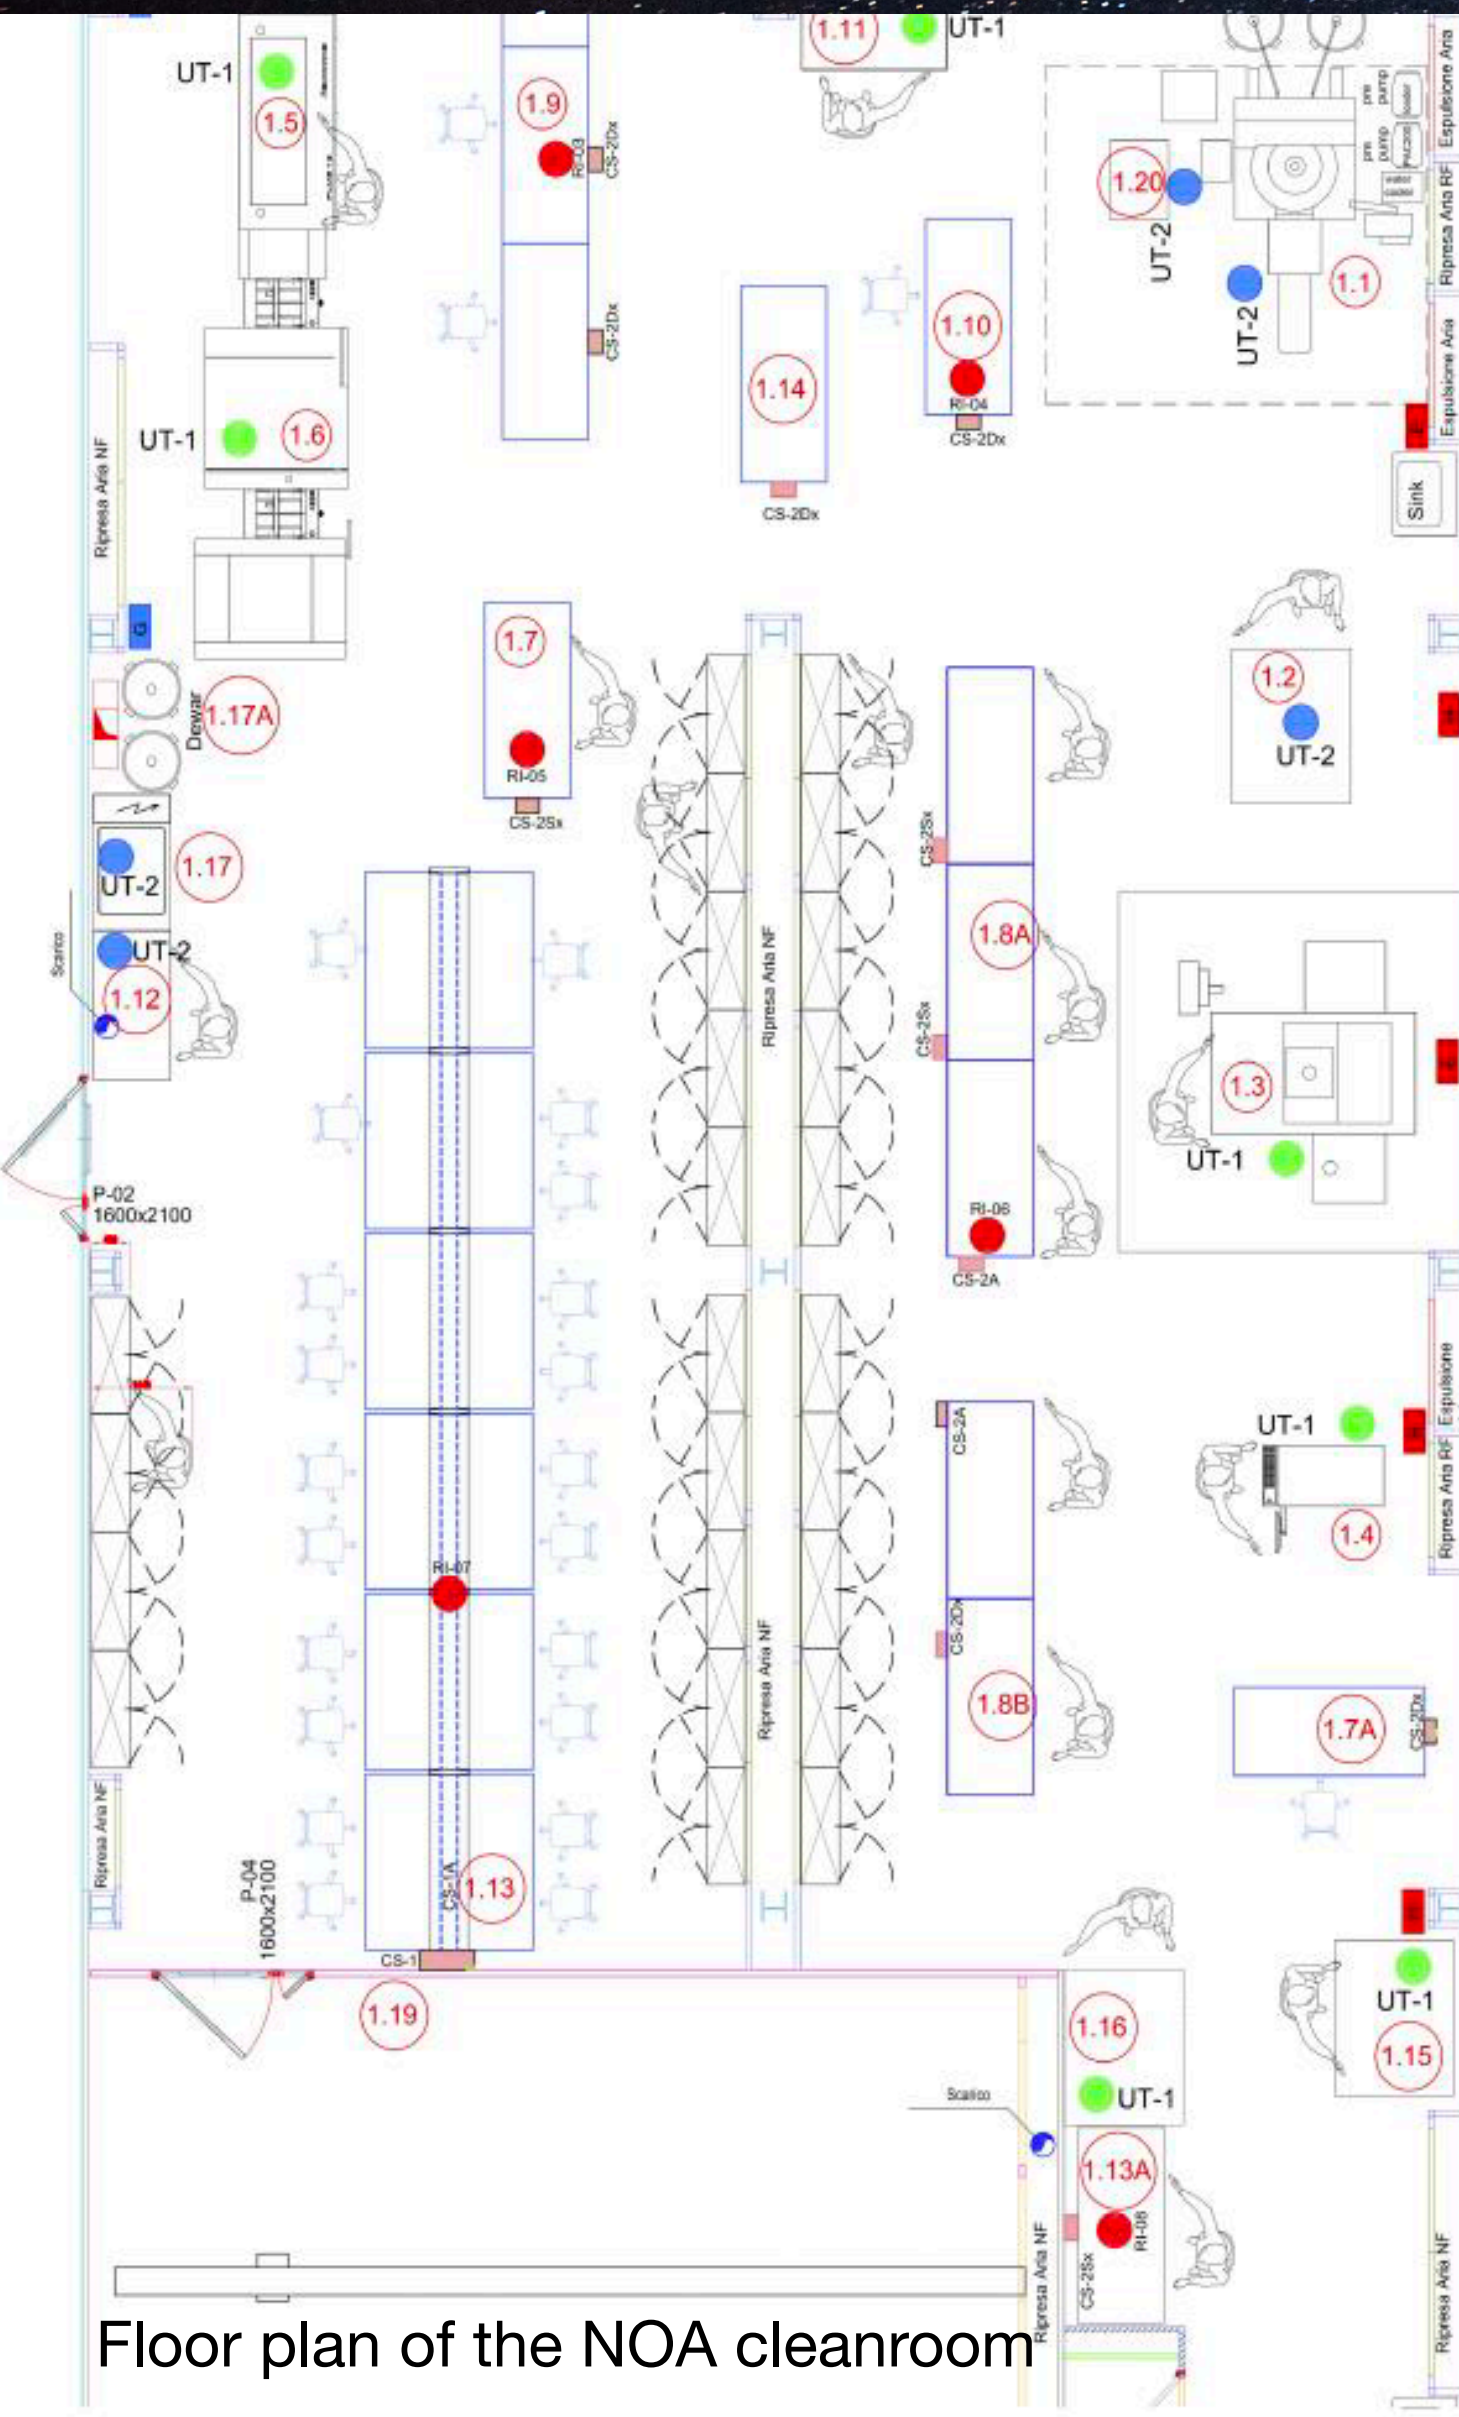 1.11
UT-1
UT-1
1.5
1.9
RI-03
CS-2Dx
CS-2Dx
pre
pump
loader
pre
pump
water
cooler
1.20
UT-2
UT-2
1.1
Espulsione Aria
Ripresa Aria RF
Espulsione Aria
1.10
RI-04
CS-2Dx
1.14
CS-2Dx
UT-1
1.6
Ripresa Aria NF
Sink
G
1.7
RI-05
CS-2Sx
1.2
UT-2
Dewar
1.17A
UT-2
1.17
Scarico
UT-2
1.12
Ripresa Aria NF
CS-2Sx
1.8A
CS-2Sx
RI-06
CS-2A
1.3
UT-1
P-02
1600x2100
RI-07
Ripresa Aria NF
CS-2A
CS-2Dx
1.8B
UT-1
1.4
Espulsione
Ripresa Aria RF
1.7A
CS-2Dx
Ripresa Aria NF
P-04
1600x2100
CS-1A
1.13
CS-1
1.19
1.16
UT-1
UT-1
1.15
Scarico
1.13A
RI-08
CS-2Sx
Ripresa Aria NF
Ripresa Aria NF
Floor plan of the NOA cleanroom